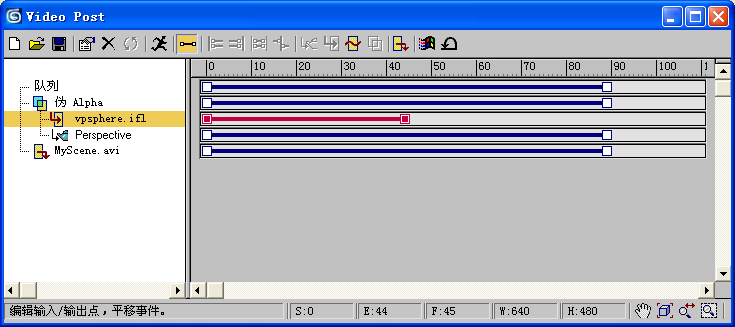 Video Post
0 10 20 30 40 50 60 70 80 90 100 1
队列
伪 Alpha
vpsphere.ifl
Perspective
MyScene.avi
编辑输入/输出点，平移事件。 S:0 E:44 F:45 W:640 H:480